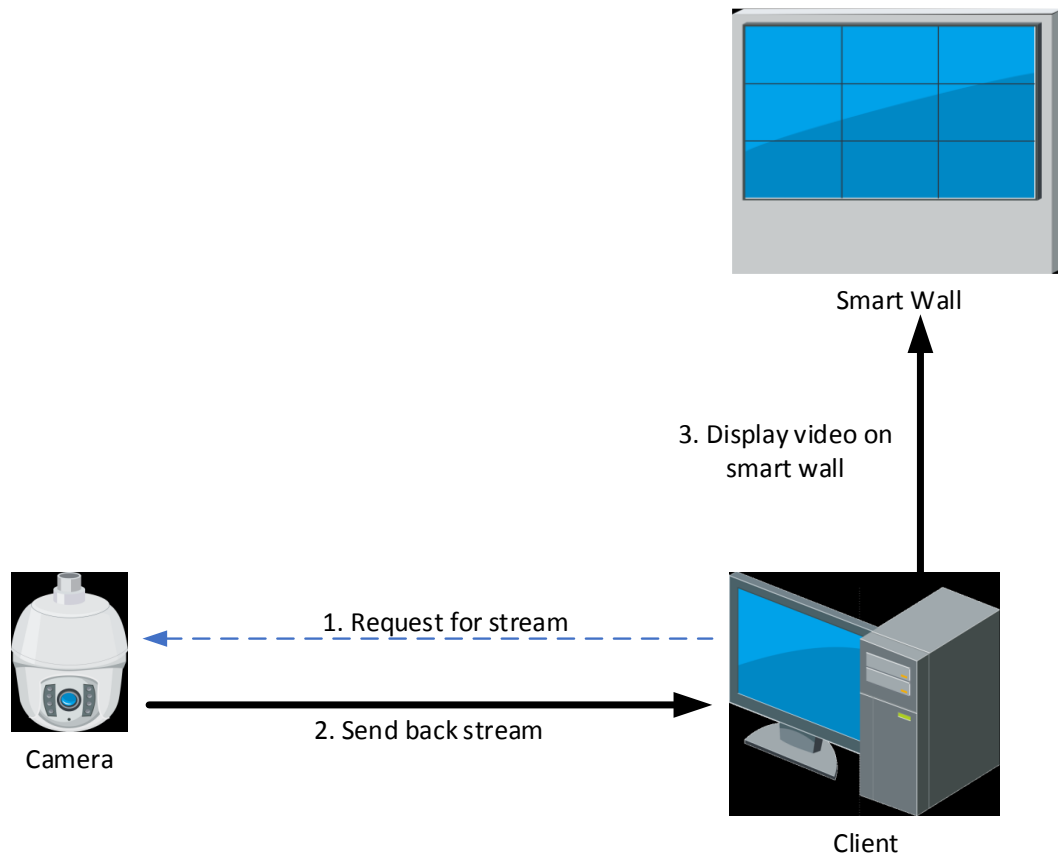 Smart Wall
3. Display video on
smart wall
1. Request for stream
2. Send back stream
Camera
Client